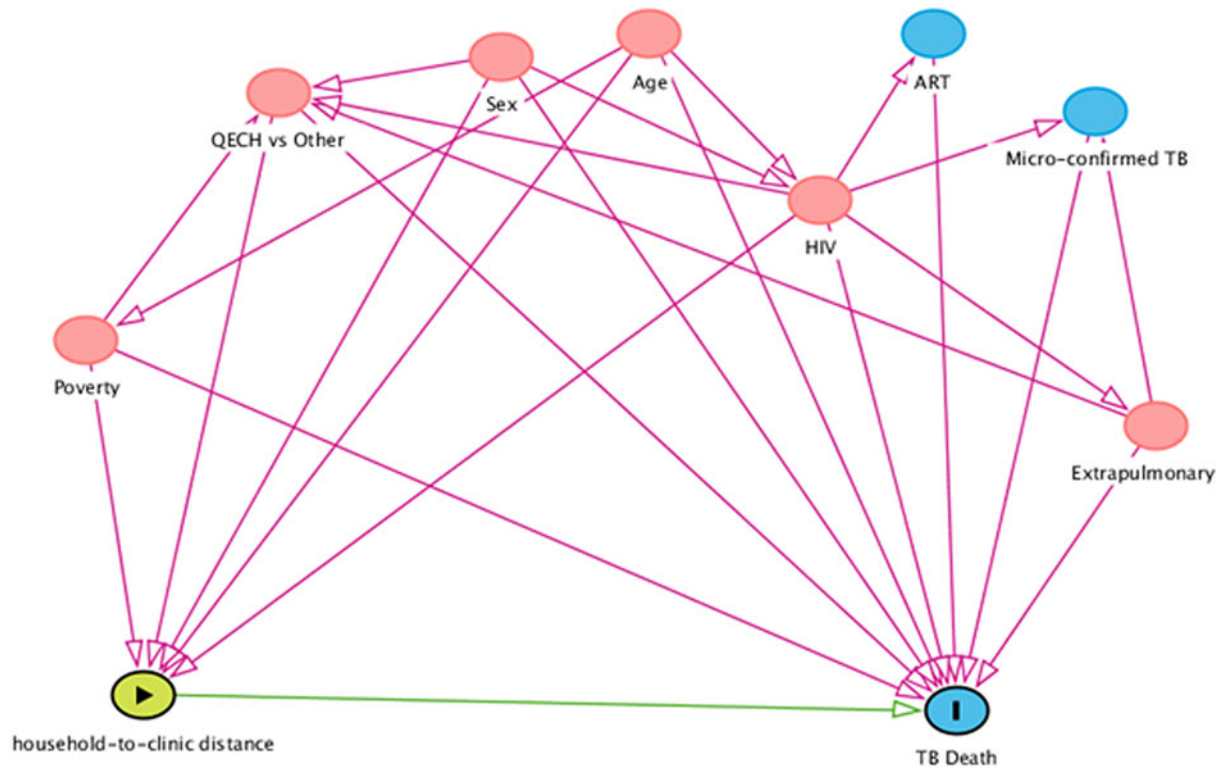 Sex
Age
ART
QECH vs Other
Micro-confirmed TB
HIV
Poverty
Extrapulmonary
household-to-clinic distance
TB Death